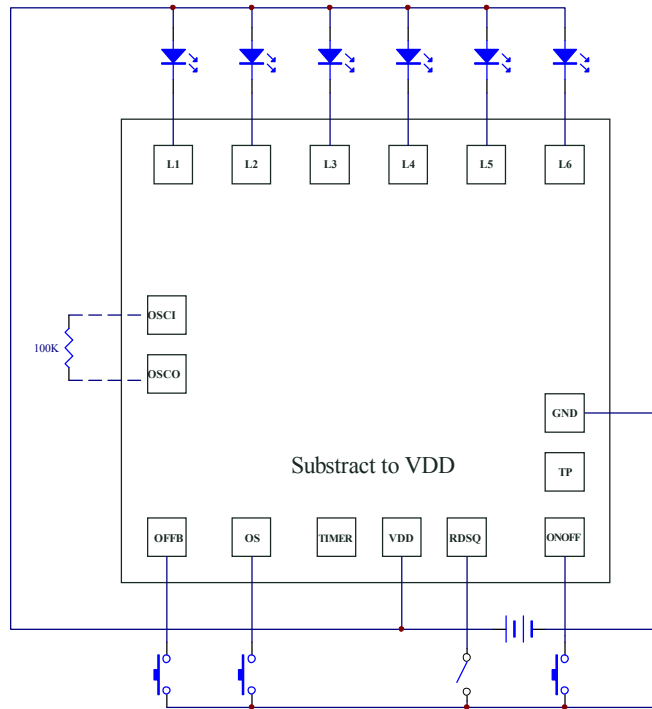 L1 L2 L3 L4 L5 L6
OSCI
100K
OSCO
GND
Substract to VDD
TP
OFFB OS TIMER VDD RDSQ ONOFF